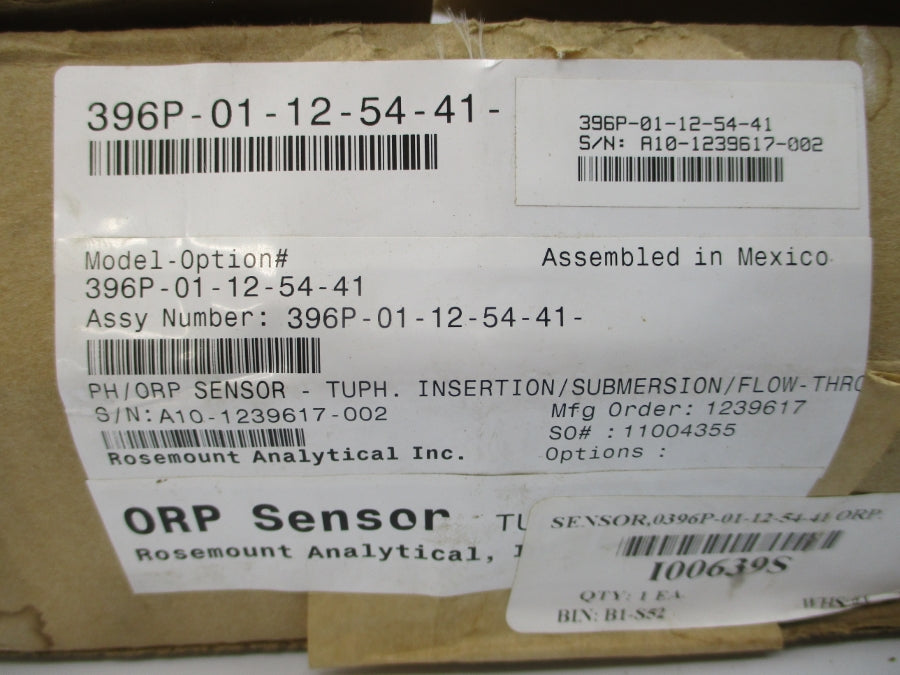 396P-01-12-54-41-
396P-01-12-54-41
S/N: A10-1239617-002
Model-Option#
Assembled in Mexico
396P-01-12-54-41
Assy Number: 396P-01-12-54-41-
PH/ORP SENSOR - TUPH. INSERTION/SUBMERSION/FLOW-THRO
S/N: A10-1239617-002
Mfg Order: 1239617
SO# : 11004355
Options :
Rosemount Analytical Inc.
ORP Sensor TU
Rosemount Analytical, I
SENSOR,0396P-01-12-54-41 ORP
I00639S
QTY: 1 EA
BIN: B1-S52